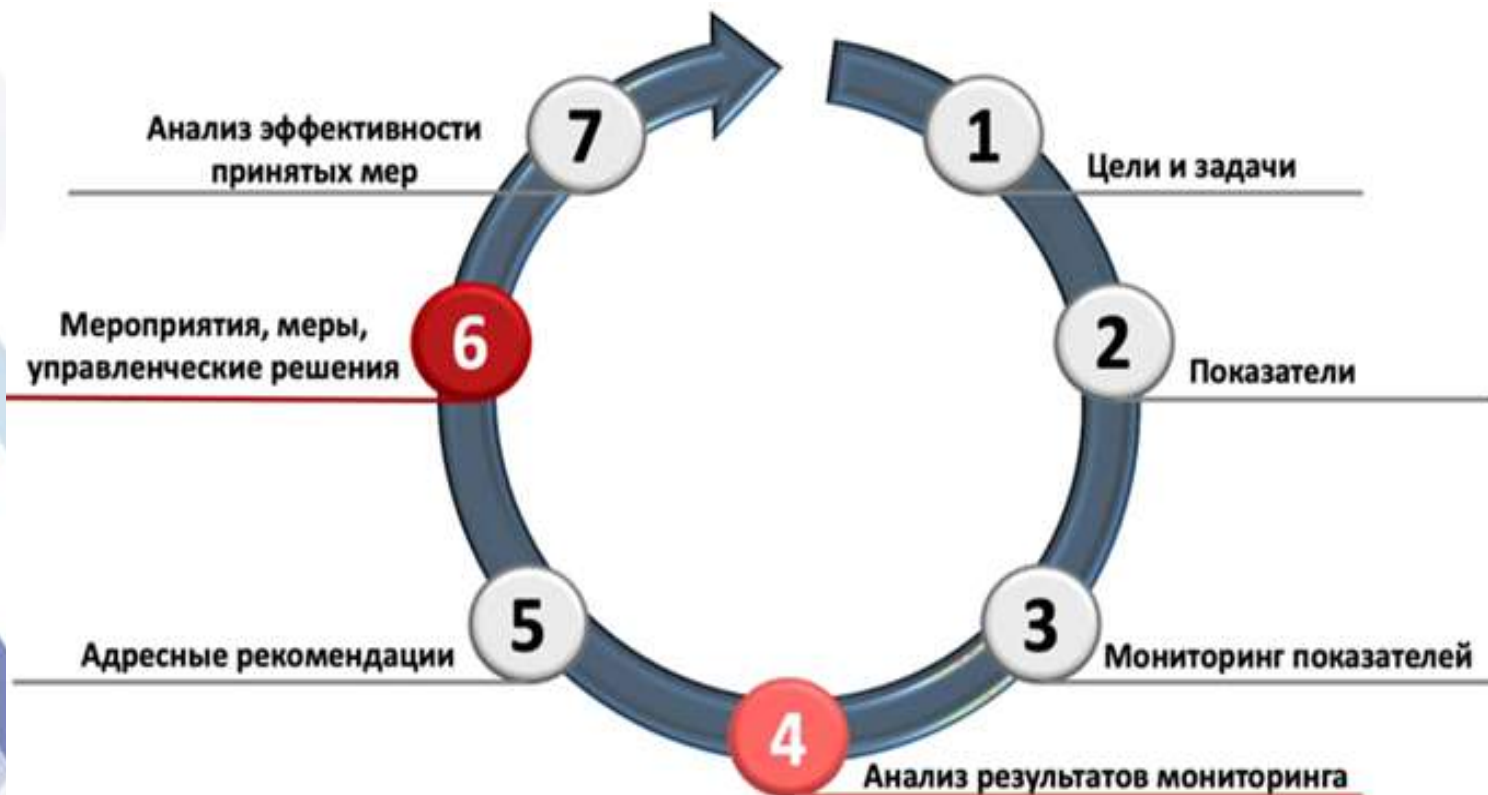 1
Цели и задачи
2
Показатели
3
Мониторинг показателей
4
Анализ результатов мониторинга
5
Адресные рекомендации
6
Мероприятия, меры,
управленческие решения
7
Анализ эффективности
принятых мер